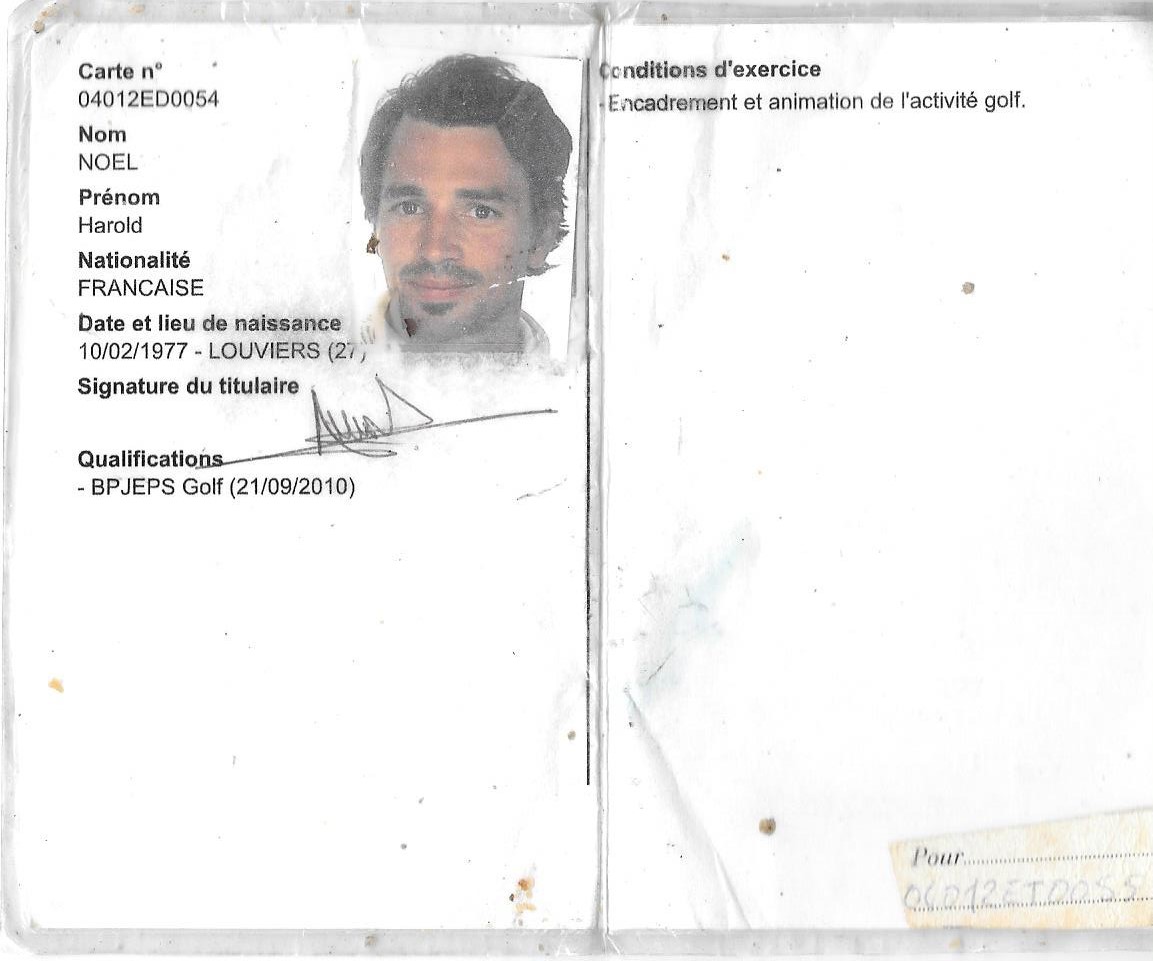 Carte n°
04012ED0054
Nom
NOEL
Prénom
Harold
Nationalité
FRANCAISE
Date et lieu de naissance
10/02/1977 - LOUVIERS (27)
Signature du titulaire
Qualifications
- BPJEPS Golf (21/09/2010)
Conditions d'exercice
- Encadrement et animation de l'activité golf.
Pour